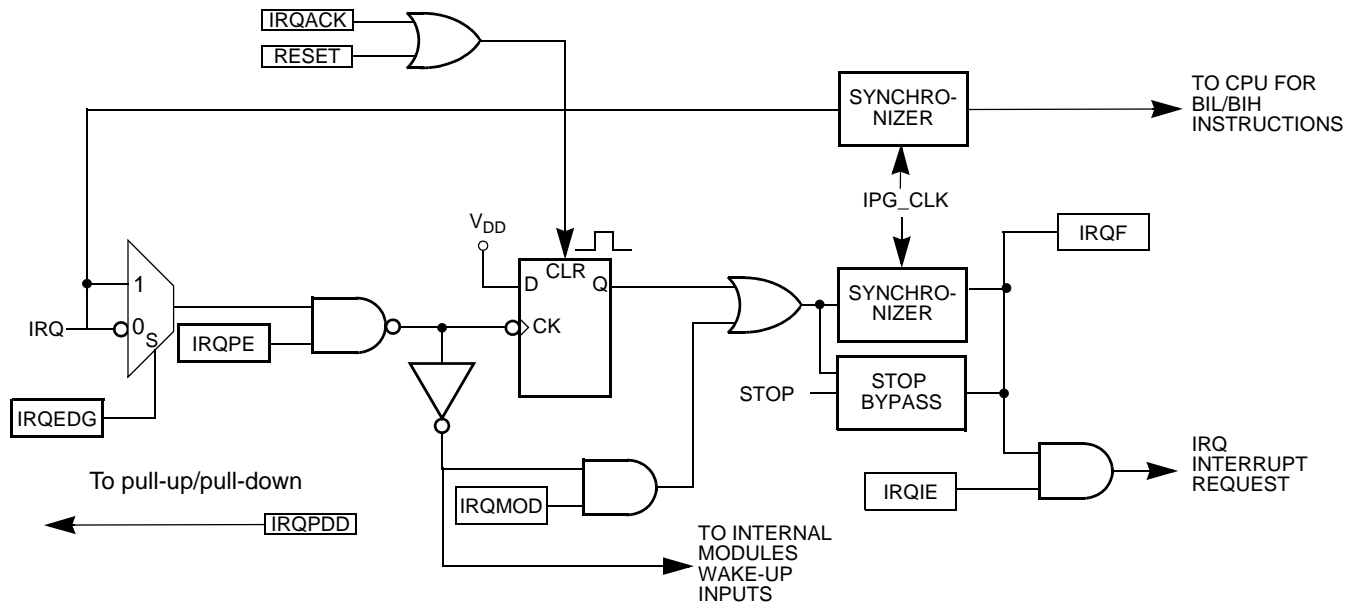 IRQACK
RESET
SYNCHRO-
NIZER
TO CPU FOR
BIL/BIH
INSTRUCTIONS
IPG_CLK
VDD
IRQF
1
CLR
D
Q
SYNCHRO-
NIZER
IRQ
0
S
CK
IRQPE
STOP
STOP
BYPASS
IRQEDG
IRQ
INTERRUPT
REQUEST
To pull-up/pull-down
IRQMOD
IRQIE
IRQPDD
TO INTERNAL
MODULES
WAKE-UP
INPUTS